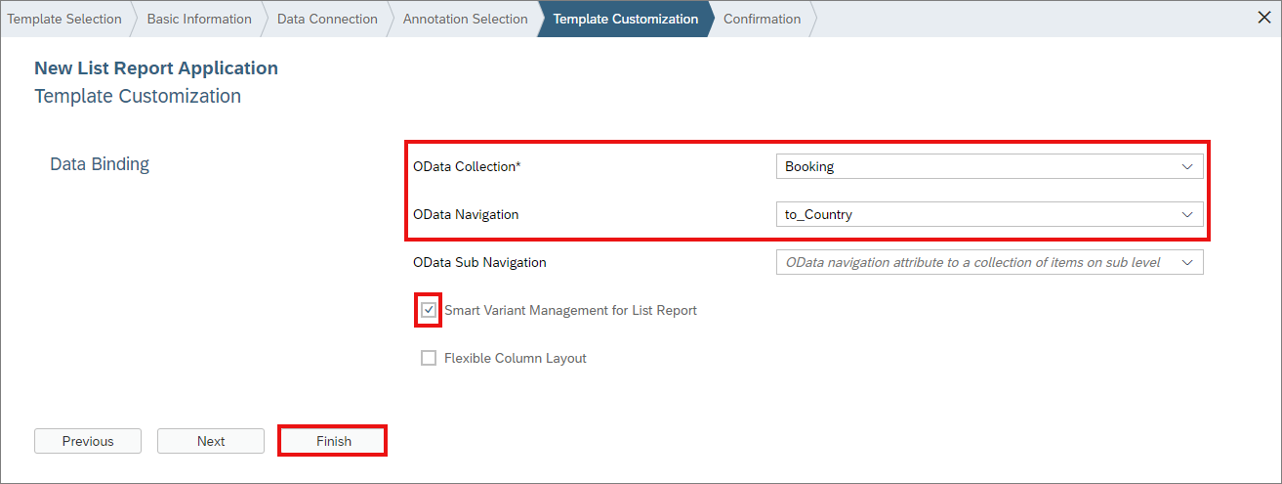 Template Selection Basic Information Data Connection Annotation Selection Template Customization Confirmation
New List Report Application
Template Customization
Data Binding
OData Collection* Booking
OData Navigation to_Country
OData Sub Navigation OData navigation attribute to a collection of items on sub level
Smart Variant Management for List Report
Flexible Column Layout
Previous Next Finish